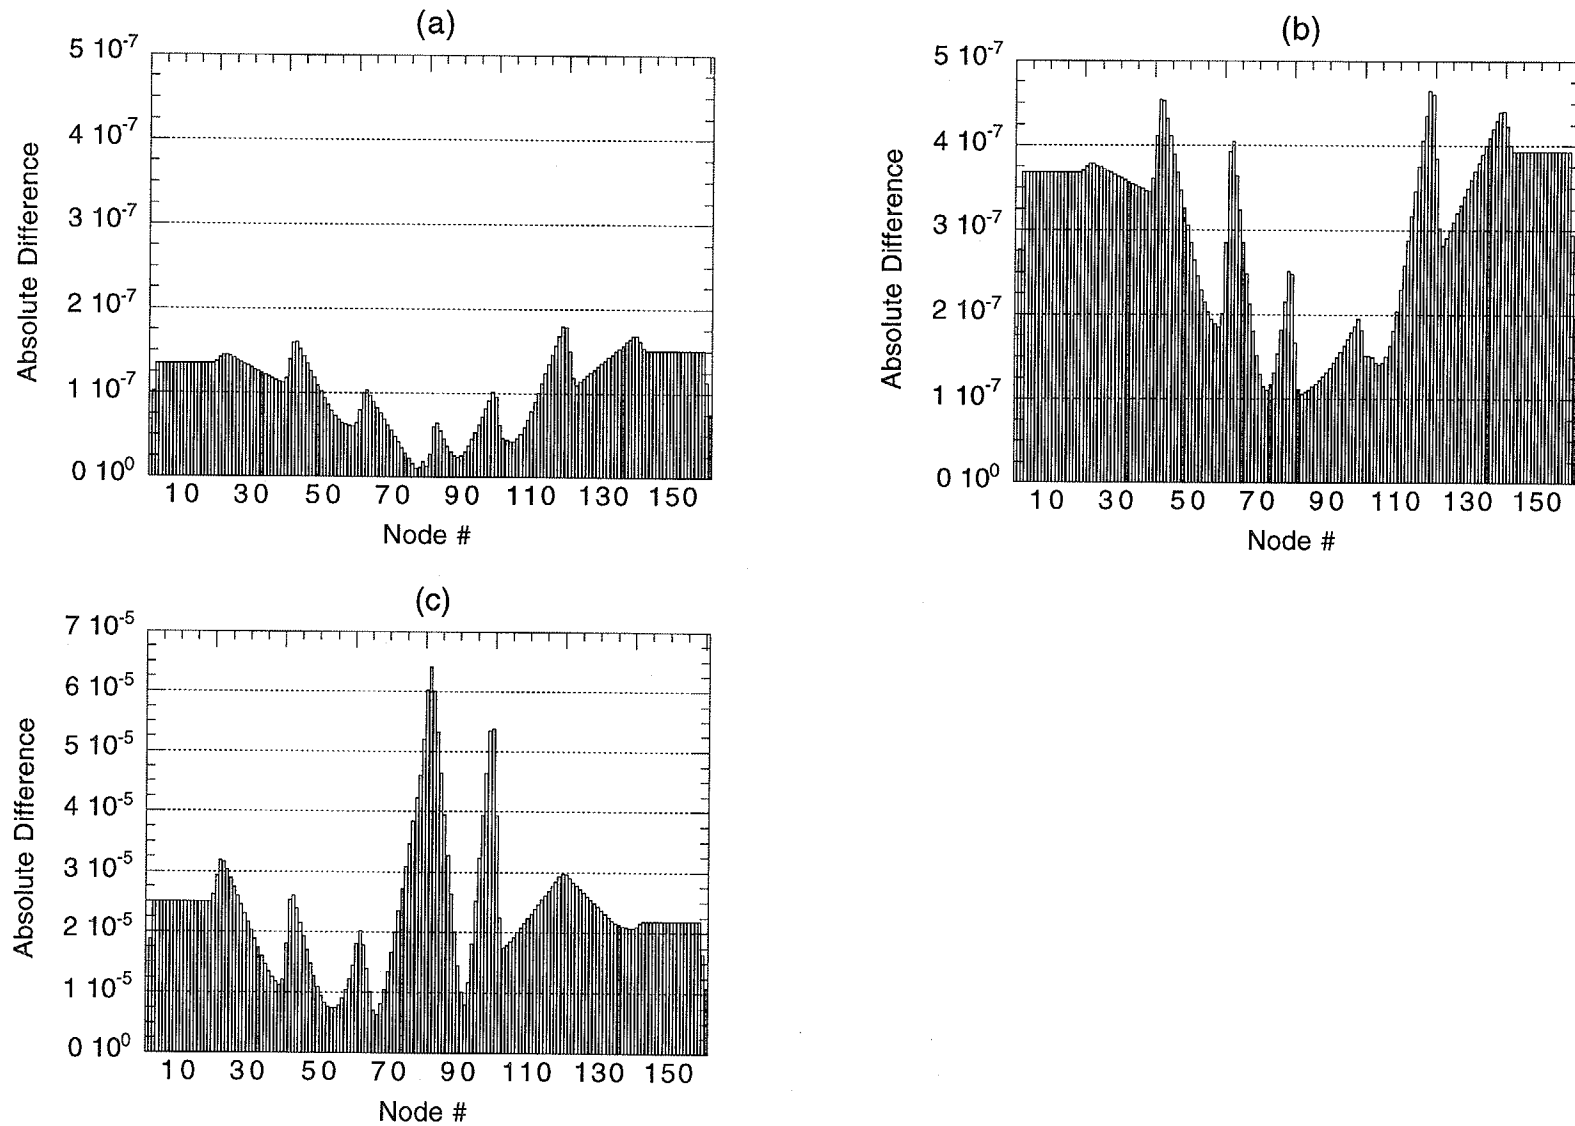 (a)
5 10⁻⁷
4 10⁻⁷
3 10⁻⁷
2 10⁻⁷
1 10⁻⁷
0 10⁰
Absolute Difference
10 30 50 70 90 110 130 150
Node #
(b)
5 10⁻⁷
4 10⁻⁷
3 10⁻⁷
2 10⁻⁷
1 10⁻⁷
0 10⁰
Absolute Difference
10 30 50 70 90 110 130 150
Node #
(c)
7 10⁻⁵
6 10⁻⁵
5 10⁻⁵
4 10⁻⁵
3 10⁻⁵
2 10⁻⁵
1 10⁻⁵
0 10⁰
Absolute Difference
10 30 50 70 90 110 130 150
Node #